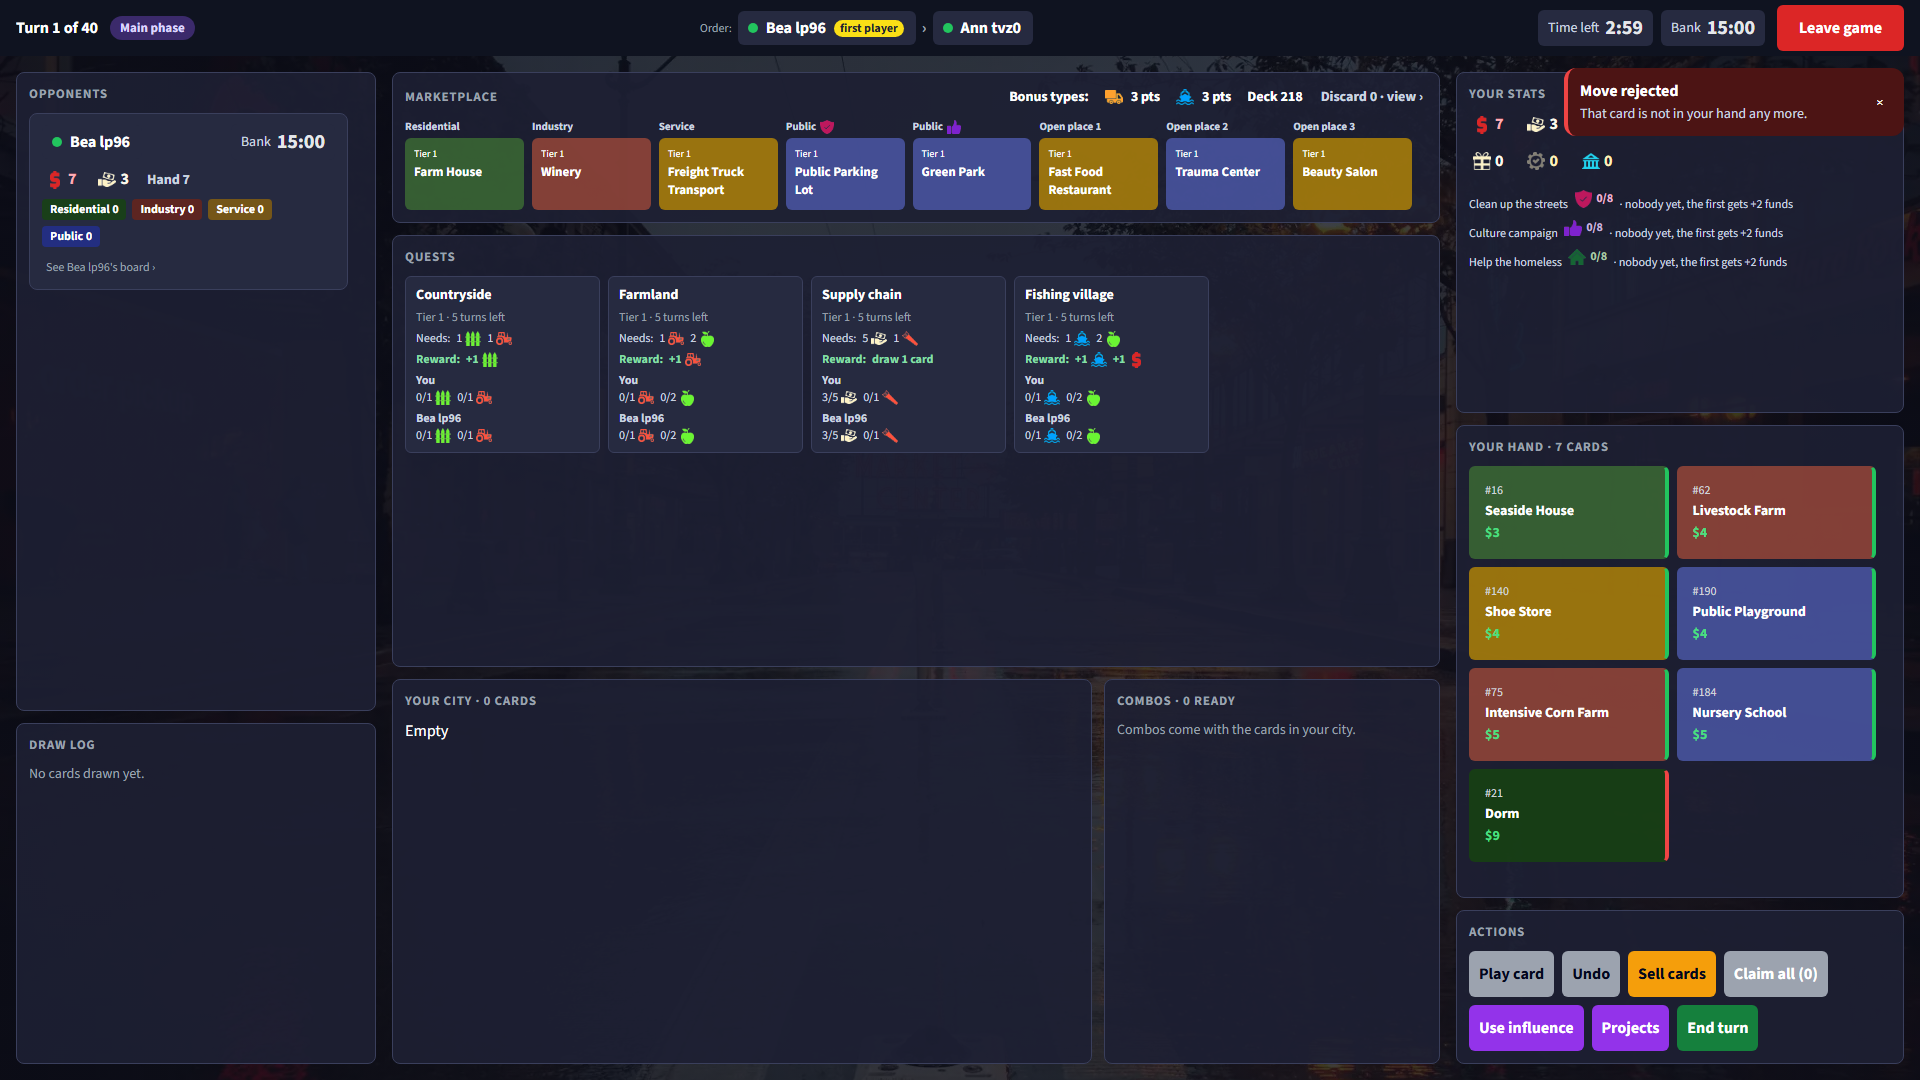 Turn 1 of 40 Main phase
Order: Bea lp96 first player › Ann tvz0
Time left 2:59 Bank 15:00 Leave game
OPPONENTS
Bea lp96 Bank 15:00
7 3 Hand 7
Residential 0 Industry 0 Service 0
Public 0
See Bea lp96's board ›
DRAW LOG
No cards drawn yet.
MARKETPLACE
Bonus types: 3 pts 3 pts Deck 218 Discard 0 · view ›
Residential Industry Service Public Public Open place 1 Open place 2 Open place 3
Tier 1
Farm House
Tier 1
Winery
Tier 1
Freight Truck
Transport
Tier 1
Public Parking
Lot
Tier 1
Green Park
Tier 1
Fast Food
Restaurant
Tier 1
Trauma Center
Tier 1
Beauty Salon
QUESTS
Countryside
Tier 1 · 5 turns left
Needs: 1 1
Reward: +1
You
0/1 0/1
Bea lp96
0/1 0/1
Farmland
Tier 1 · 5 turns left
Needs: 1 2
Reward: +1
You
0/1 0/2
Bea lp96
0/1 0/2
Supply chain
Tier 1 · 5 turns left
Needs: 5 1
Reward: draw 1 card
You
3/5 0/1
Bea lp96
3/5 0/1
Fishing village
Tier 1 · 5 turns left
Needs: 1 2
Reward: +1 +1
You
0/1 0/2
Bea lp96
0/1 0/2
YOUR CITY · 0 CARDS
Empty
COMBOS · 0 READY
Combos come with the cards in your city.
YOUR STATS
7 3
Move rejected
That card is not in your hand any more.
×
0 0 0
Clean up the streets 0/8 · nobody yet, the first gets +2 funds
Culture campaign 0/8 · nobody yet, the first gets +2 funds
Help the homeless 0/8 · nobody yet, the first gets +2 funds
YOUR HAND · 7 CARDS
#16
Seaside House
$3
#62
Livestock Farm
$4
#140
Shoe Store
$4
#190
Public Playground
$4
#75
Intensive Corn Farm
$5
#184
Nursery School
$5
#21
Dorm
$9
ACTIONS
Play card Undo Sell cards Claim all (0)
Use influence Projects End turn